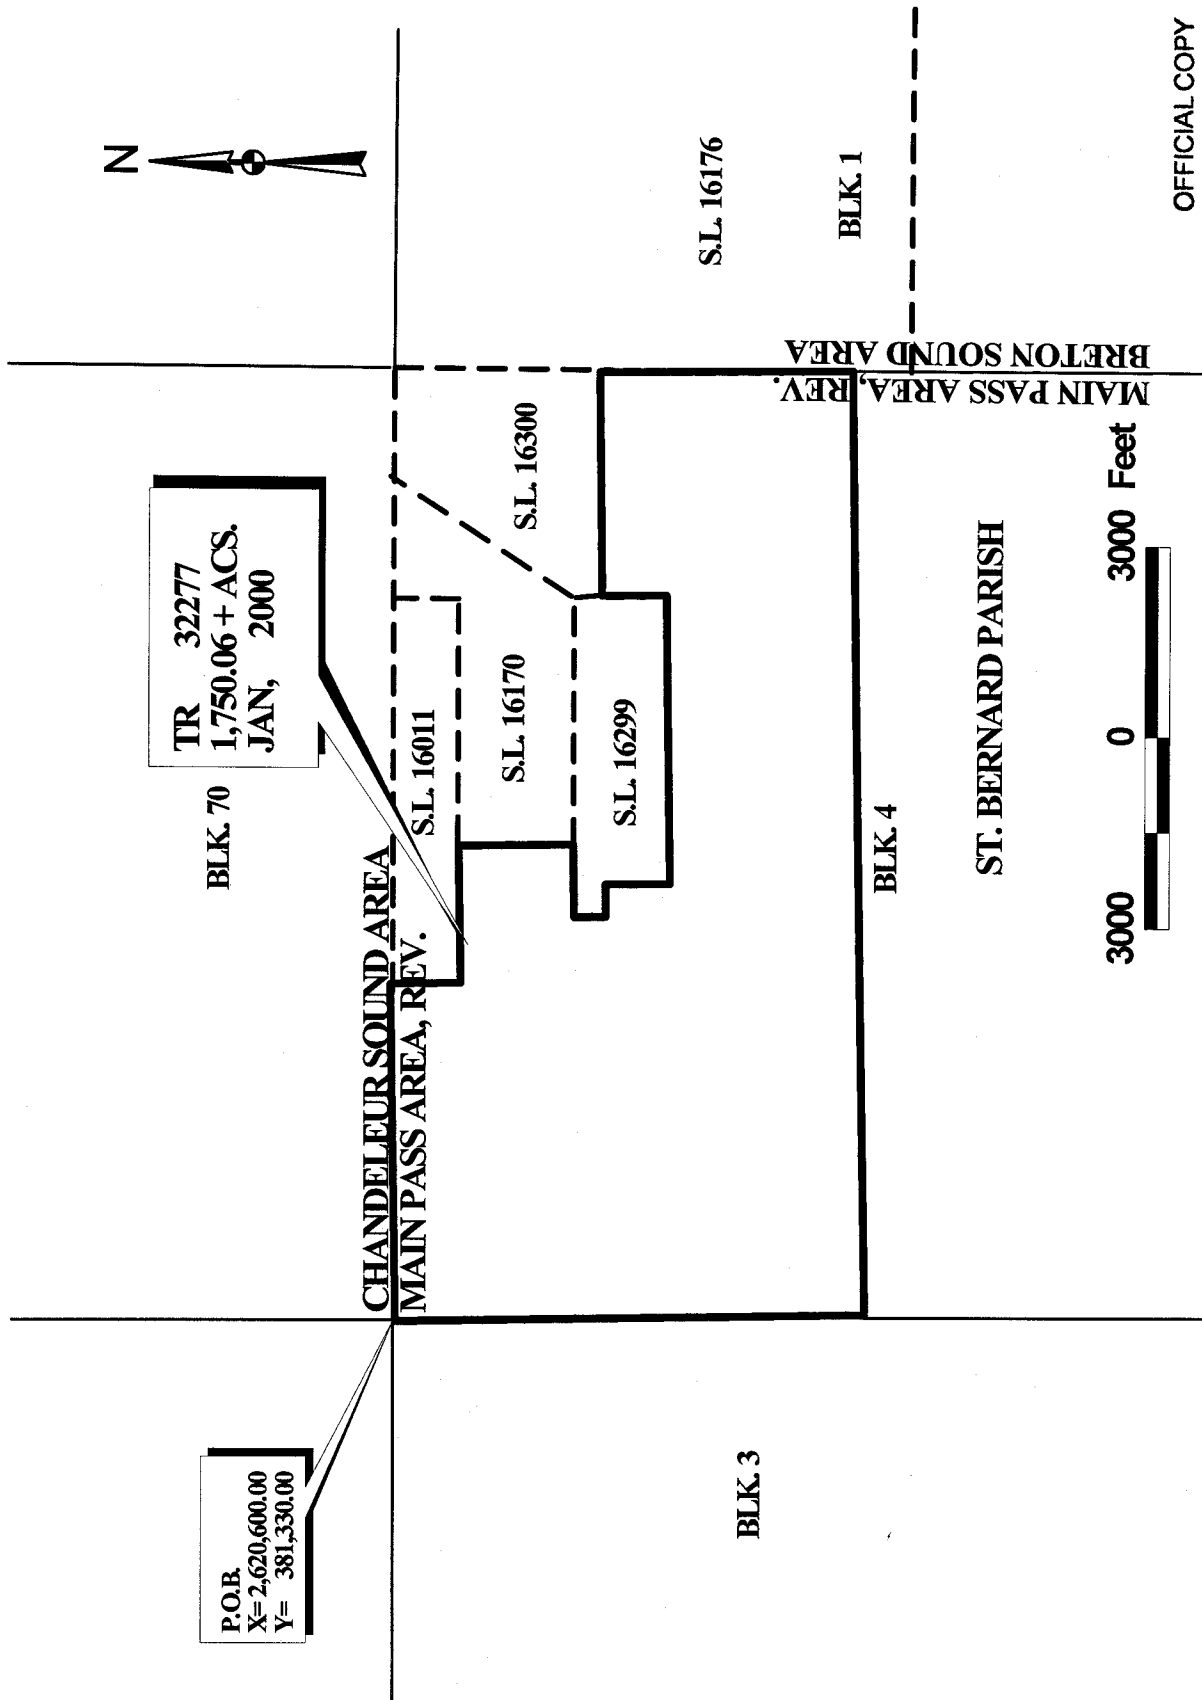 N
TR 32277
1,750.06 + ACS.
JAN, 2000
BLK. 70
P.O.B.
X= 2,620,600.00
Y= 381,330.00
CHANDELEUR SOUND AREA
MAIN PASS AREA, REV.
S.L. 16011
S.L. 16170
S.L. 16300
S.L. 16299
S.L. 16176
BLK. 1
BRETON SOUND AREA
MAIN PASS AREA, REV.
BLK. 3
BLK. 4
ST. BERNARD PARISH
3000 0 3000 Feet
OFFICIAL COPY